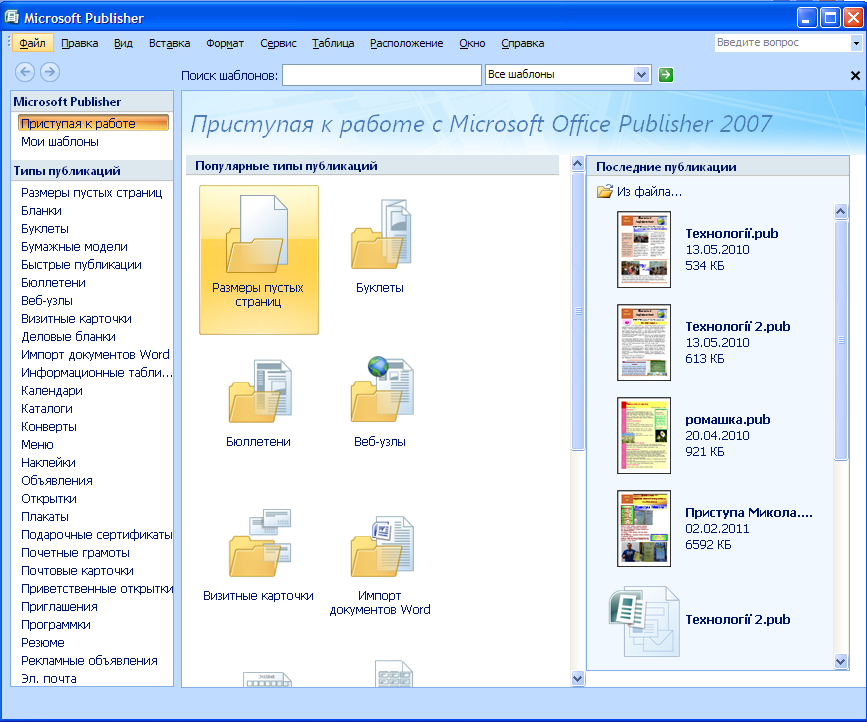 Microsoft Publisher
Файл Правка Вид Вставка Формат Сервис Таблица Расположение Окно Справка
Введите вопрос
Поиск шаблонов:
Все шаблоны
Microsoft Publisher
Приступая к работе
Мои шаблоны
Типы публикаций
Размеры пустых страниц
Бланки
Буклеты
Бумажные модели
Быстрые публикации
Бюллетени
Веб-узлы
Визитные карточки
Деловые бланки
Импорт документов Word
Информационные табли...
Календари
Каталоги
Конверты
Меню
Наклейки
Объявления
Открытки
Плакаты
Подарочные сертификаты
Почетные грамоты
Почтовые карточки
Приветственные открытки
Приглашения
Программки
Резюме
Рекламные объявления
Эл. почта
Приступая к работе с Microsoft Office Publisher 2007
Популярные типы публикаций
Размеры пустых
страниц
Буклеты
Бюллетени
Веб-узлы
Визитные карточки
Импорт
документов Word
Последние публикации
Из файла...
Технології.pub
13.05.2010
534 КБ
Технології 2.pub
13.05.2010
613 КБ
ромашка.pub
20.04.2010
921 КБ
Приступа Микола....
02.02.2011
6592 КБ
Технології 2.pub